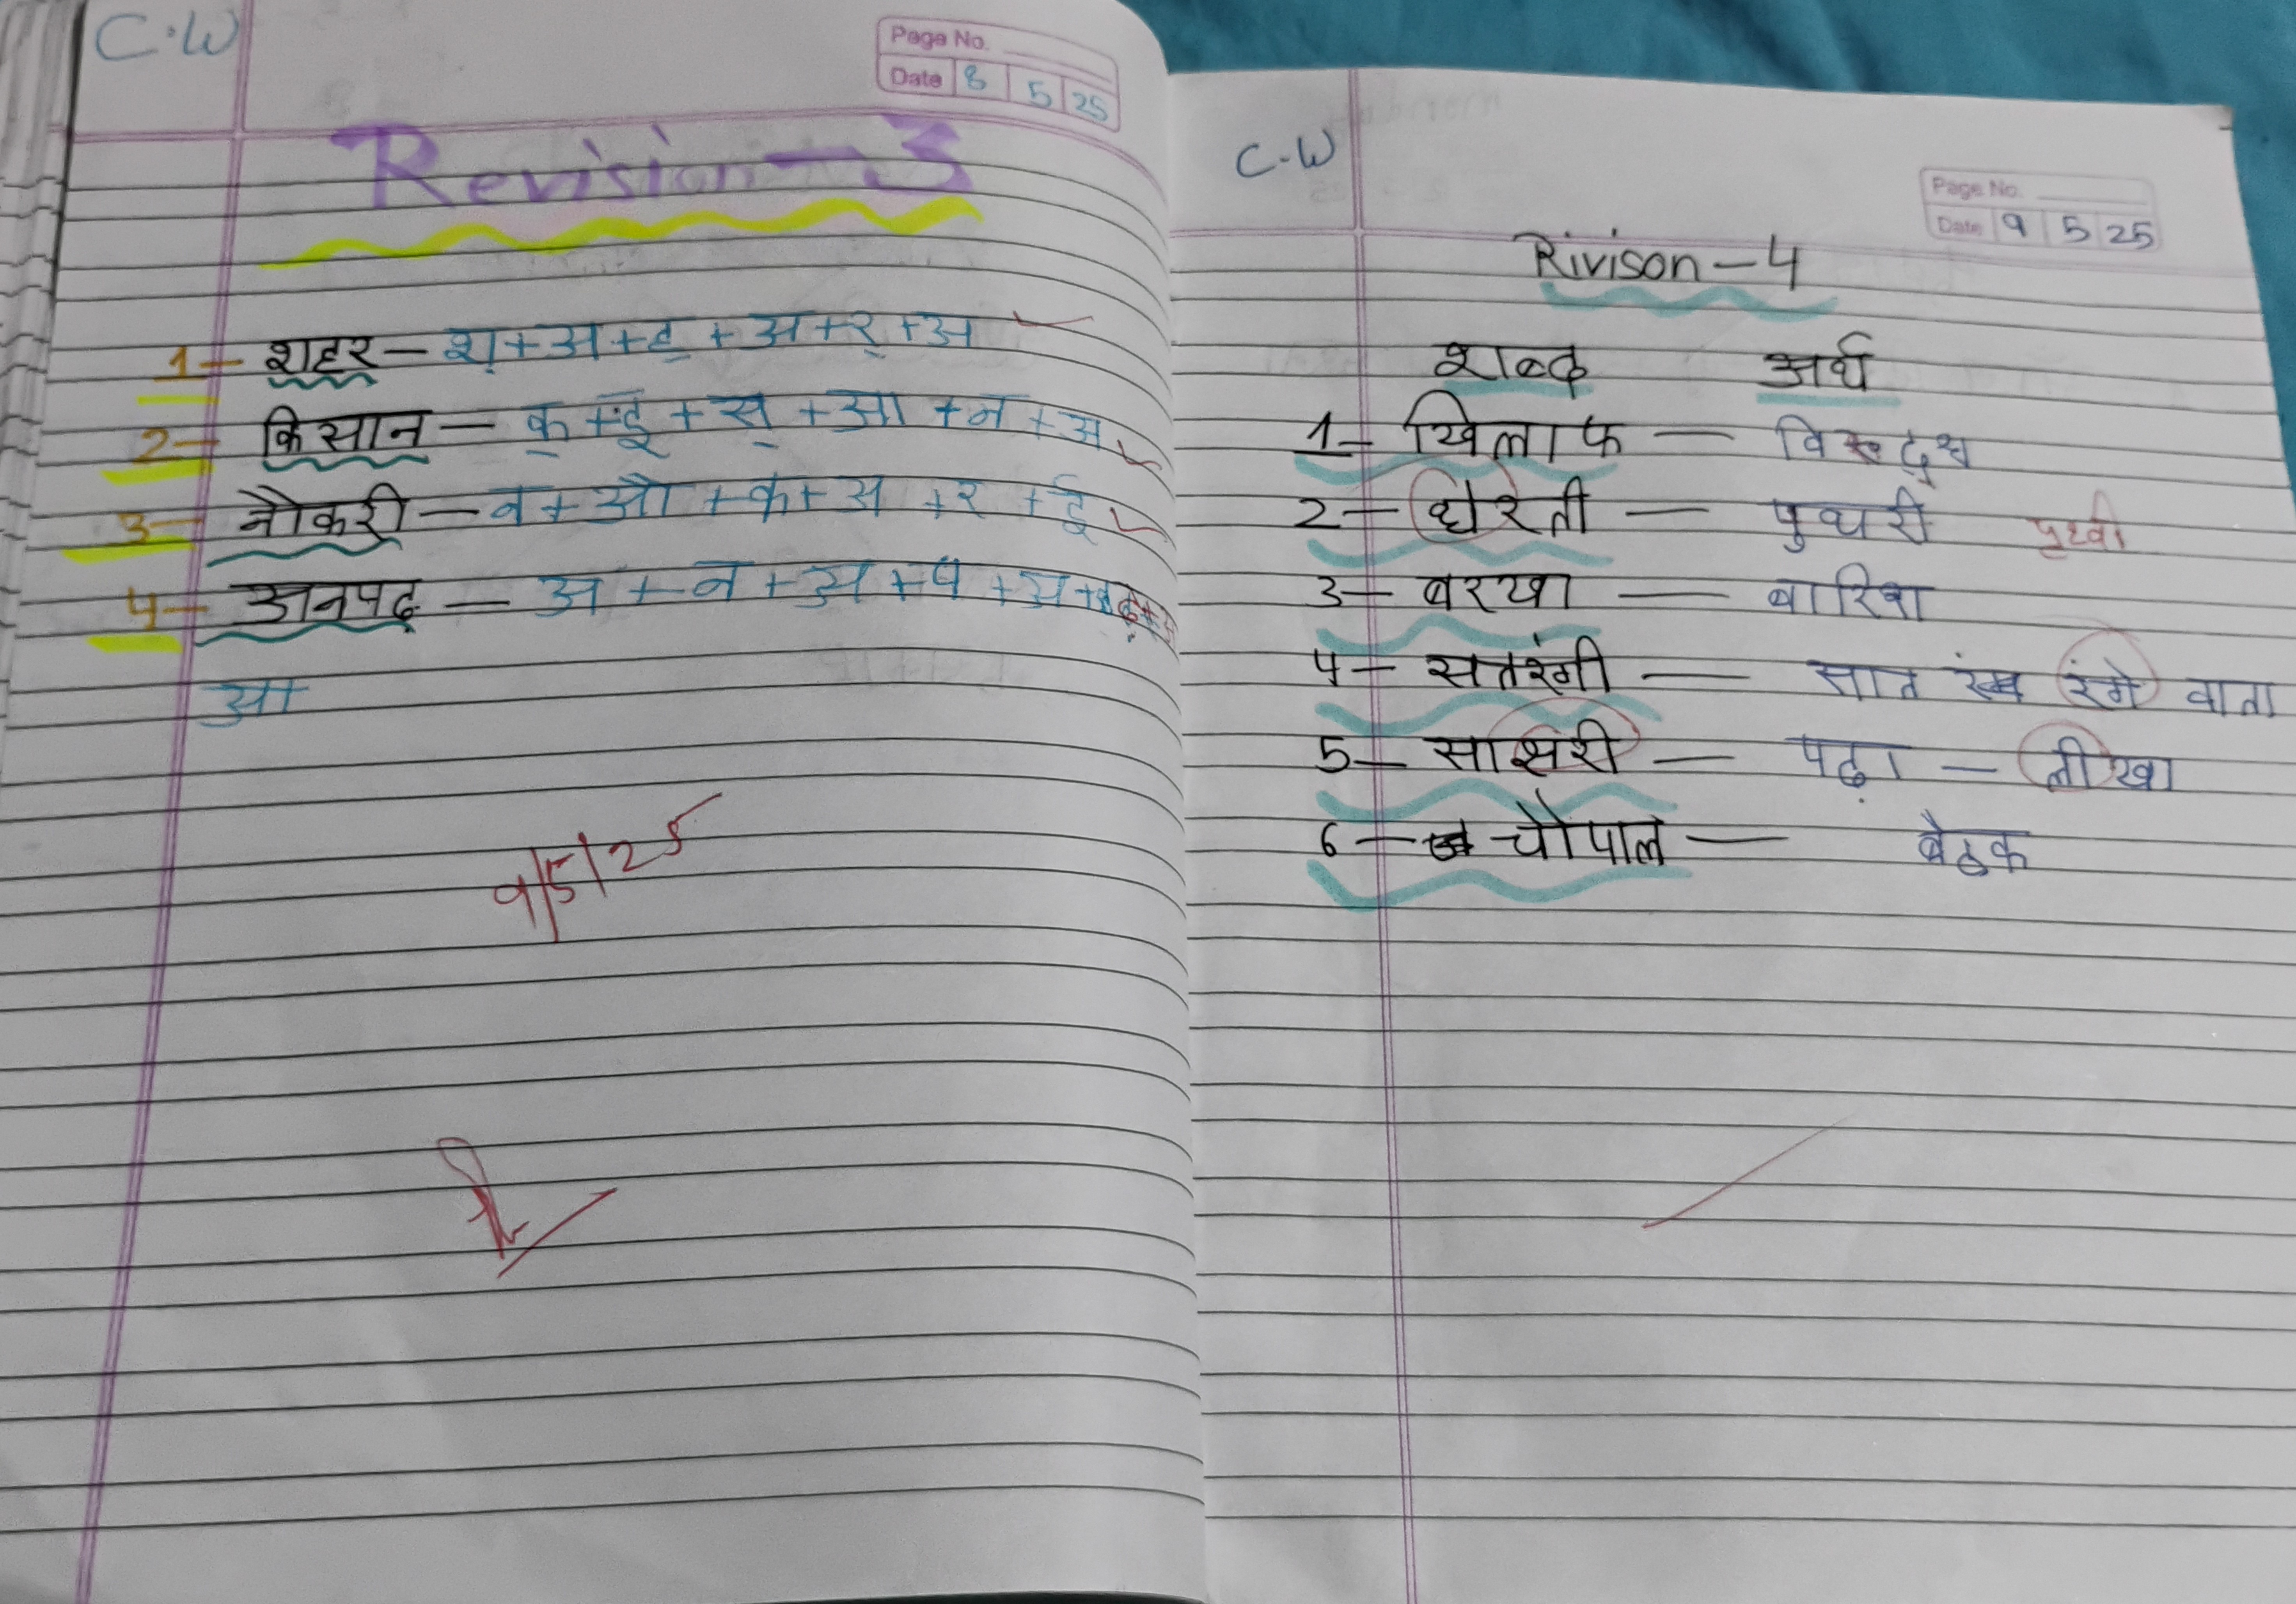 C.W
Page No.
Date 8 5 25
Revision-3
1- शहर - श्+अ+ह्+अ+र्+अ
2- किसान - क्+इ+स्+आ+न+अ
3- नौकरी - न+औ+क+अ+र+ई
4- अनपढ़ - अ+न+अ+प+अ+
आ
9/5/25
C.W
Page No.
Date 9 5 25
Rivison-4
शब्द अर्थ
1- खिलाफ - विरूद्ध
2- धरती - पुथरी पृथ्वी
3- बरखा - बारिश
4- सतरंगी - सात रंगे वाला
5- साक्षरी - पढ़ा - लीखा
6- चौपाल - बैठक